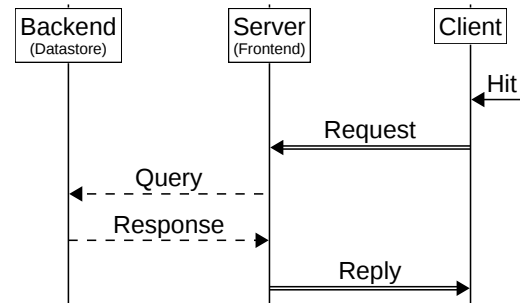 Backend
(Datastore)
Server
(Frontend)
Client
Hit
Request
Query
Response
Reply